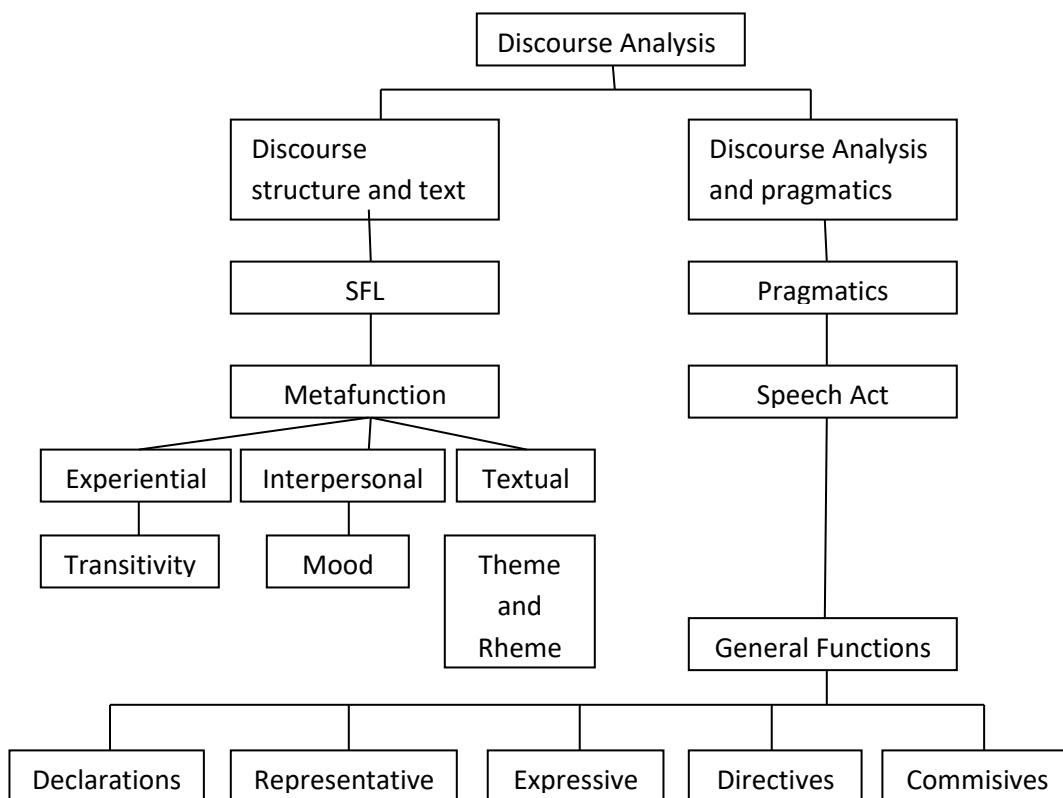 Discourse Analysis
Discourse
structure and text
Discourse Analysis
and pragmatics
SFL
Pragmatics
Metafunction
Speech Act
Experiential
Interpersonal
Textual
Transitivity
Mood
Theme
and
Rheme
General Functions
Declarations
Representative
Expressive
Directives
Commisives